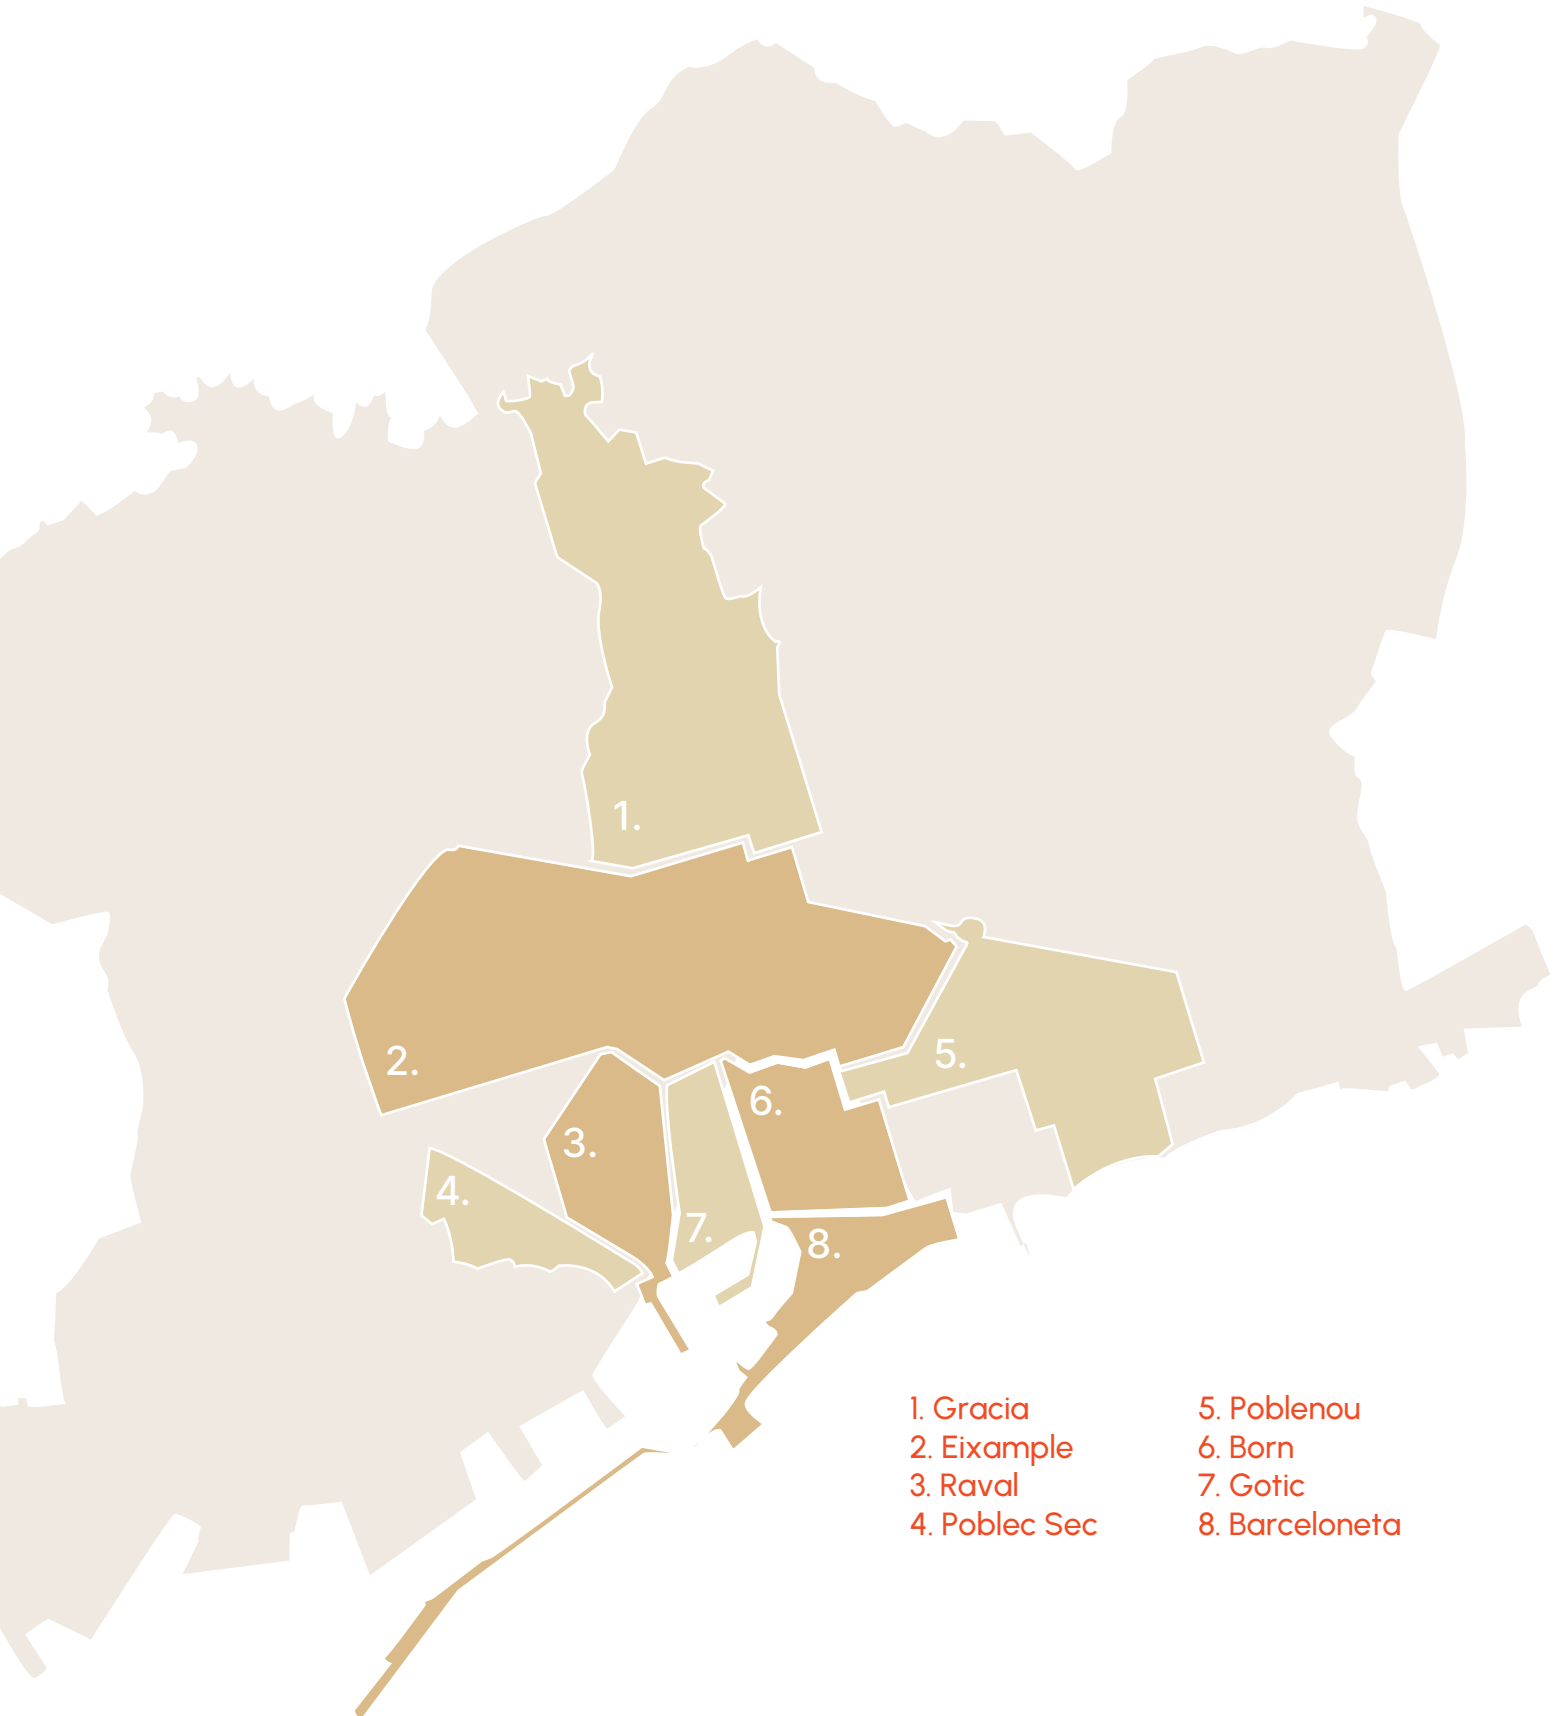 1.
2.
5.
6.
3.
4.
7.
8.
1. Gracia
2. Eixample
3. Raval
4. Poblec Sec
5. Poblenou
6. Born
7. Gotic
8. Barceloneta